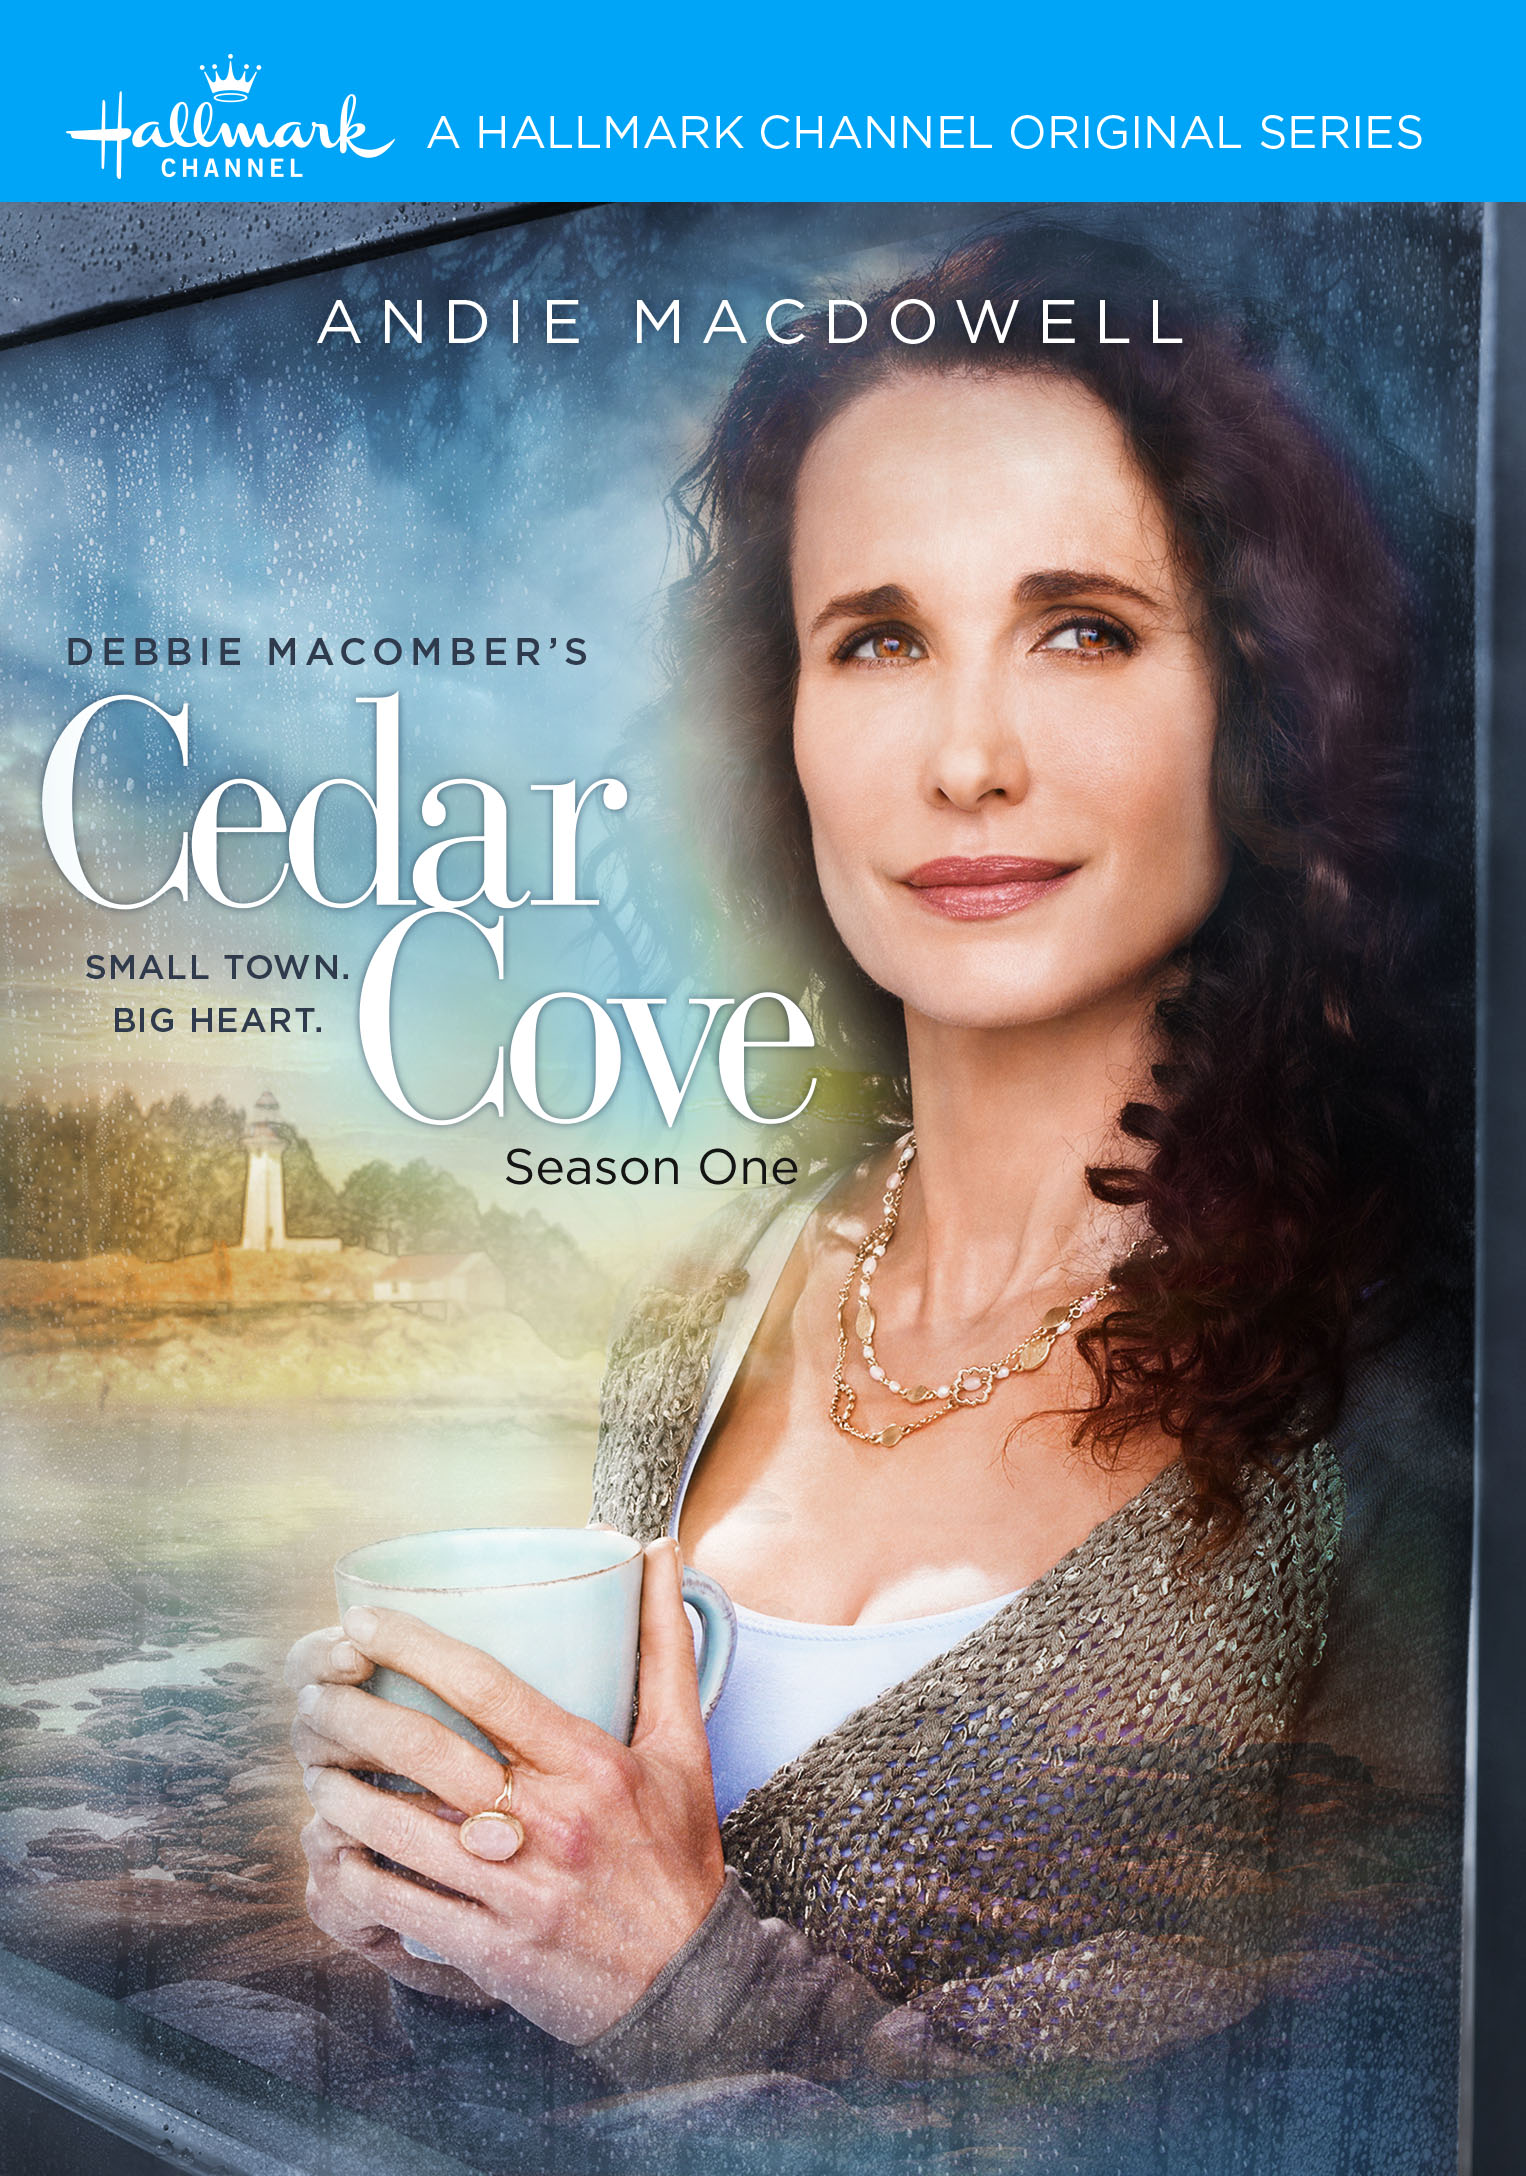 Hallmark
CHANNEL
A HALLMARK CHANNEL ORIGINAL SERIES
ANDIE MACDOWELL
DEBBIE MACOMBER'S
Cedar
Cove
SMALL TOWN.
BIG HEART.
Season One